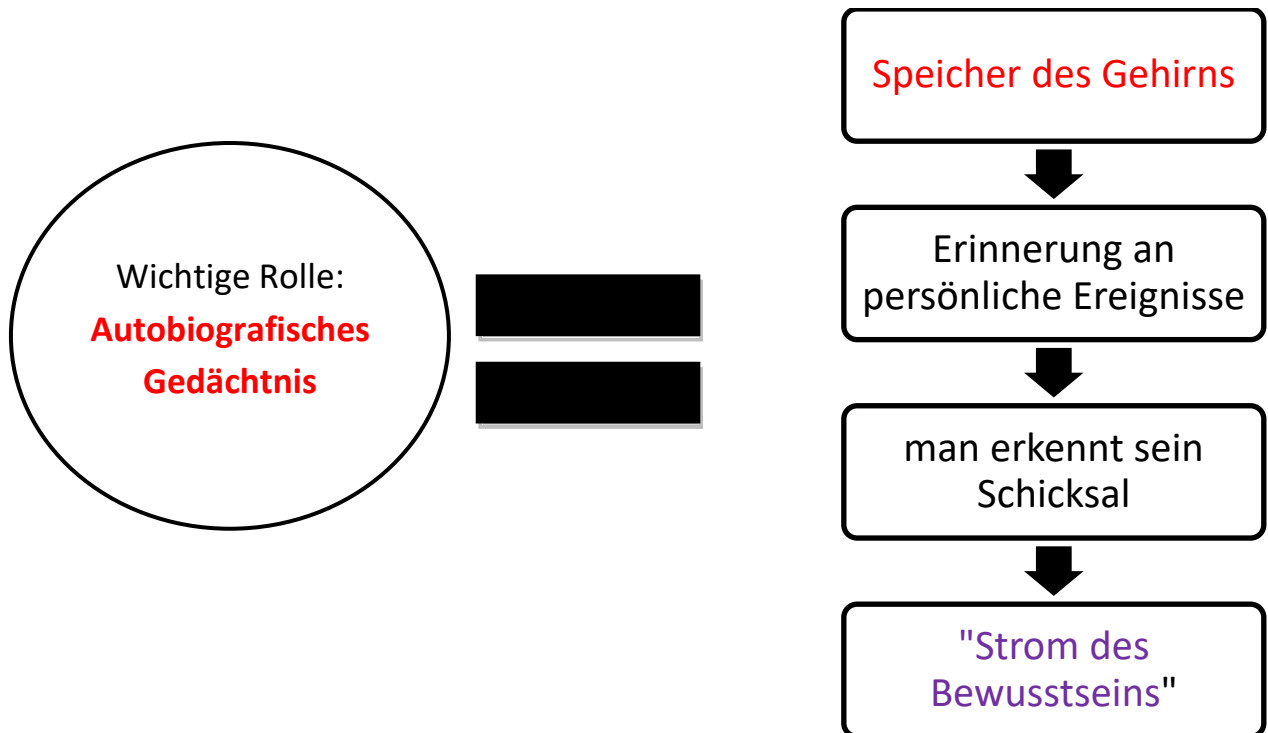 Wichtige Rolle:
Autobiografisches
Gedächtnis
Speicher des Gehirns
Erinnerung an
persönliche Ereignisse
man erkennt sein
Schicksal
"Strom des
Bewusstseins"